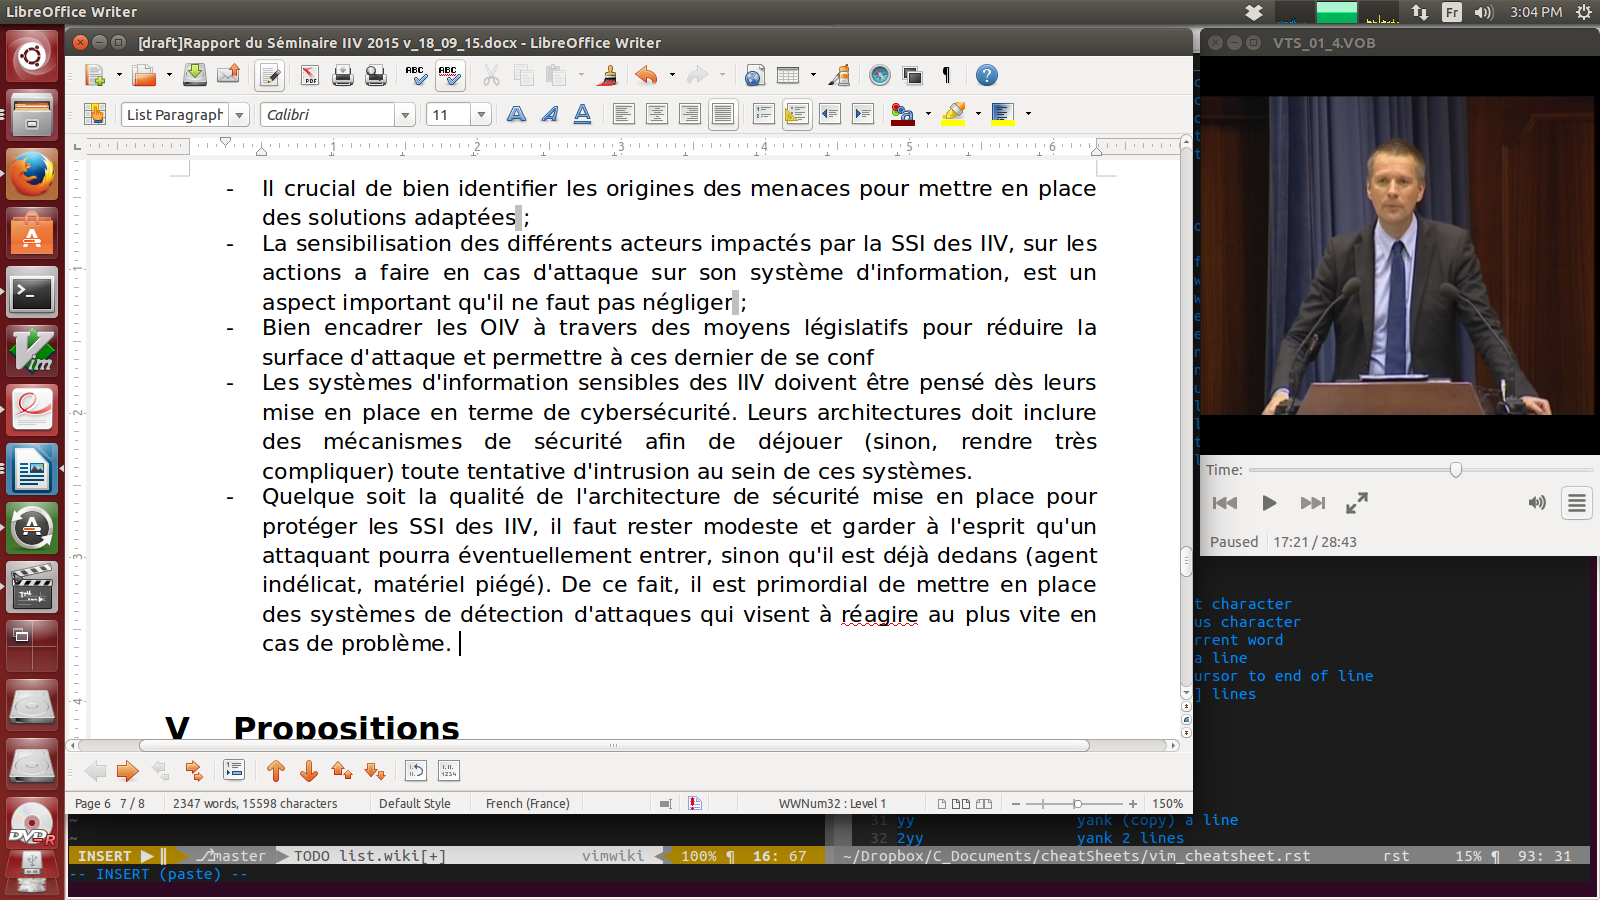 LibreOffice Writer
Fr
3:04 PM
[draft]Rapport du Séminaire IIV 2015 v_18_09_15.docx - LibreOffice Writer
VTS_01_4.VOB
List Paragraph
Calibri
11
1 2 3 4 5 6
- Il crucial de bien identifier les origines des menaces pour mettre en place
des solutions adaptées ;
- La sensibilisation des différents acteurs impactés par la SSI des IIV, sur les
actions a faire en cas d'attaque sur son système d'information, est un
aspect important qu'il ne faut pas négliger ;
- Bien encadrer les OIV à travers des moyens législatifs pour réduire la
surface d'attaque et permettre à ces dernier de se conf
- Les systèmes d'information sensibles des IIV doivent être pensé dès leurs
mise en place en terme de cybersécurité. Leurs architectures doit inclure
des mécanismes de sécurité afin de déjouer (sinon, rendre très
compliquer) toute tentative d'intrusion au sein de ces systèmes.
- Quelque soit la qualité de l'architecture de sécurité mise en place pour
protéger les SSI des IIV, il faut rester modeste et garder à l'esprit qu'un
attaquant pourra éventuellement entrer, sinon qu'il est déjà dedans (agent
indélicat, matériel piégé). De ce fait, il est primordial de mettre en place
des systèmes de détection d'attaques qui visent à réagire au plus vite en
cas de problème.
V Propositions
Time:
Paused 17:21 / 28:43
t character
us character
rrent word
a line
ursor to end of line
] lines
Page 6 7 / 8
2347 words, 15598 characters
Default Style
French (France)
WWNum32 : Level 1
150%
31 yy yank (copy) a line
32 2yy yank 2 lines
INSERT master TODO list.wiki[+] vimwiki 100% ¶ 16: 67
~/Dropbox/C_Documents/cheatSheets/vim_cheatsheet.rst rst 15% ¶ 93: 31
-- INSERT (paste) --